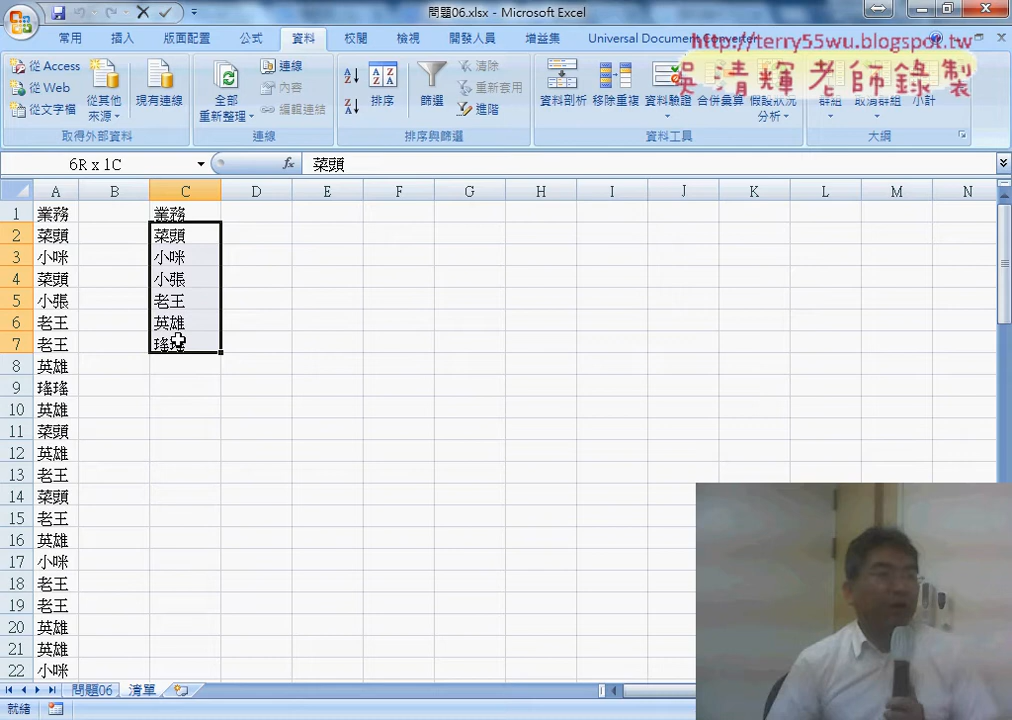 問題06.xlsx - Microsoft Excel
常用 插入 版面配置 公式 資料 校閱 檢視 開發人員 增益集 Universal Document Converter
http://terry55wu.blogspot.tw
吳清輝老師錄製
從 Access
從 Web
從文字檔
從其他來源
現有連線
取得外部資料
全部重新整理
連線
內容
編輯連結
連線
排序
篩選
清除
重新套用
進階
排序與篩選
資料剖析
移除重複
資料驗證
合併彙算
假設狀況分析
資料工具
群組
取消群組
小計
大綱
6R x 1C fx 菜頭
A B C D E F G H I J K L M N
1 業務 業務
2 菜頭 菜頭
3 小咪 小咪
4 菜頭 小張
5 小張 老王
6 老王 英雄
7 老王 瑤瑤
8 英雄
9 瑤瑤
10 英雄
11 菜頭
12 英雄
13 老王
14 菜頭
15 老王
16 英雄
17 小咪
18 老王
19 老王
20 英雄
21 英雄
22 小咪
問題06 清單
就緒